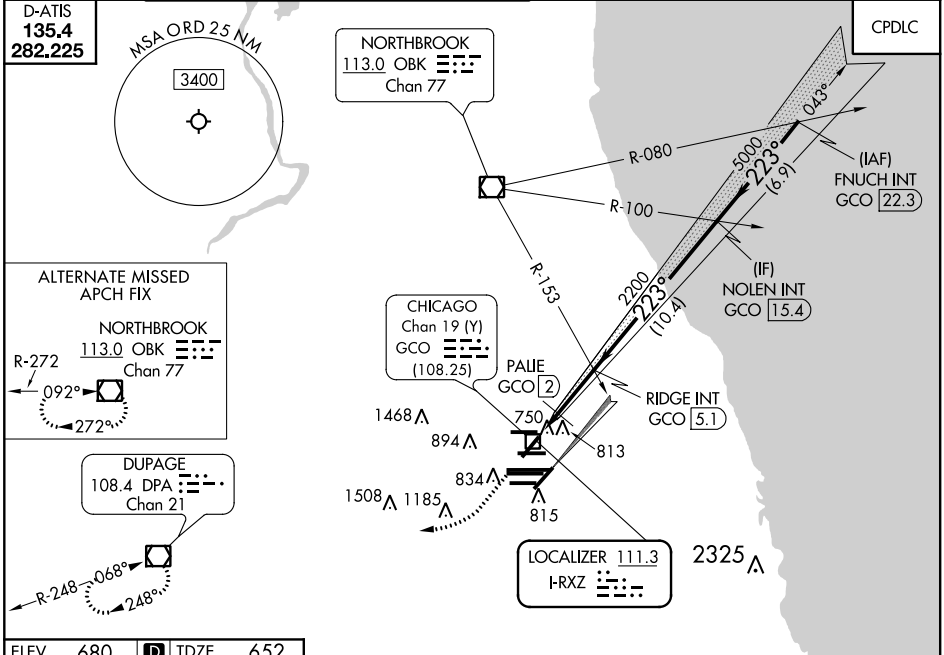 D-ATIS
135.4
282.225
MSA ORD 25 NM
3400
NORTHBROOK
113.0 OBK
Chan 77
CPDLC
043°
5000
223°
(6.9)
R-080
(IAF)
FNUCH INT
GCO 22.3
R-100
(IF)
NOLEN INT
GCO 15.4
R-153
2200
223°
(10.4)
ALTERNATE MISSED
APCH FIX
NORTHBROOK
113.0 OBK
Chan 77
R-272
092°
272°
CHICAGO
Chan 19 (Y)
GCO
(108.25)
PALIE
GCO 2
RIDGE INT
GCO 5.1
1468
750
894
813
834
1508
1185
815
DUPAGE
108.4 DPA
Chan 21
R-248
068°
248°
LOCALIZER 111.3
I-RXZ
2325
ELEV 680 D TDZE 652